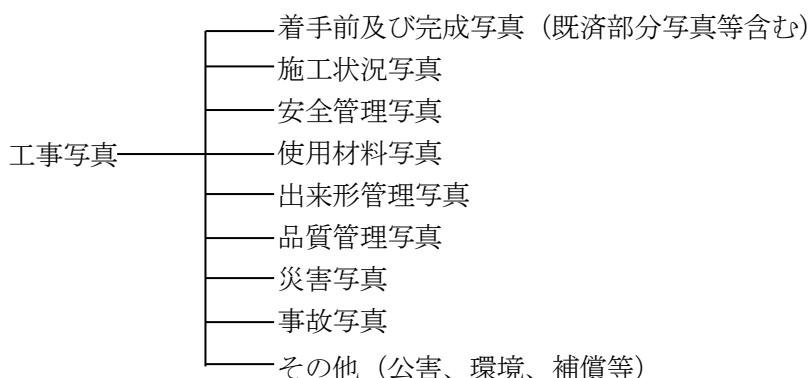 着手前及び完成写真（既済部分写真等含む）
施工状況写真
安全管理写真
工事写真
使用材料写真
出来形管理写真
品質管理写真
災害写真
事故写真
その他（公害、環境、補償等）